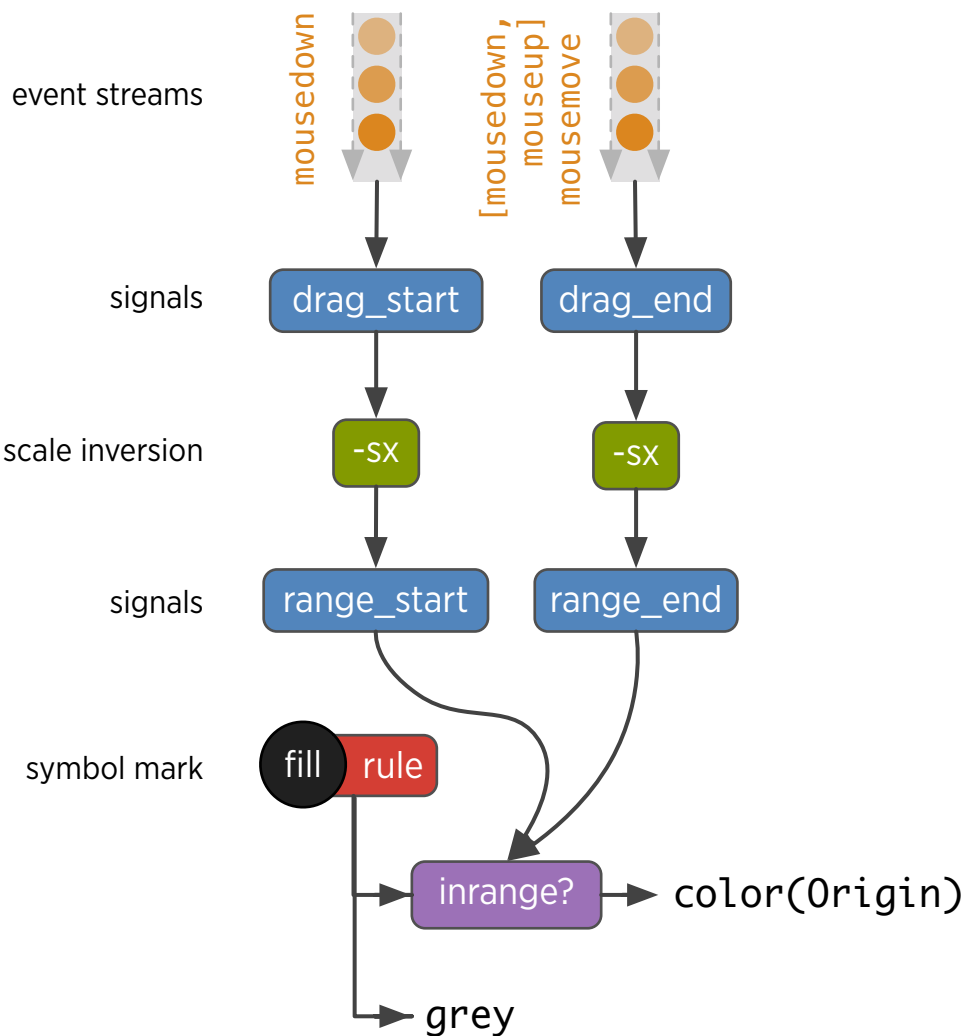 event streams
mousedown
[mousedown,
mouseup]
mousemove
signals
drag_start
drag_end
scale inversion
-sx
-sx
signals
range_start
range_end
symbol mark
fill
rule
inrange?
color(Origin)
grey